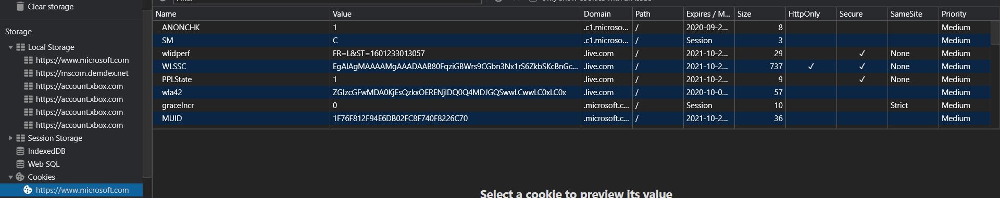 Clear storage
Storage
Local Storage
https://www.microsoft.com
https://mscom.demdex.net
https://account.xbox.com
https://account.xbox.com
https://account.xbox.com
https://account.xbox.com
Session Storage
IndexedDB
Web SQL
Cookies
https://www.microsoft.com
Name Value Domain Path Expires / M... Size HttpOnly Secure SameSite Priority
ANONCHK 1 .c1.microso... / 2020-09-2... 8 Medium
SM C .c1.microso... / Session 3 Medium
wlidperf FR=L&ST=1601233013057 .live.com / 2021-10-2... 29 ✓ None Medium
WLSSC EgAlAgMAAAAMgAAADAAB80FqziGBWrs9CGbn3Nx1rS6ZkbSKcBnGc... .live.com / 2021-10-2... 737 ✓ ✓ None Medium
PPLState 1 .live.com / 2021-10-2... 9 ✓ None Medium
wla42 ZGlzcGFwMDA0KjEsQzkxOERENjlDQ0Q4MDJGQSwwLCwwLC0xLC0x .live.com / 2020-10-0... 57 Medium
graceIncr 0 .microsoft.c... / Session 10 Strict Medium
MUID 1F76F812F94E6DB02FC8F740F8226C70 .microsoft.c... / 2021-10-2... 36 Medium
Select a cookie to preview its value